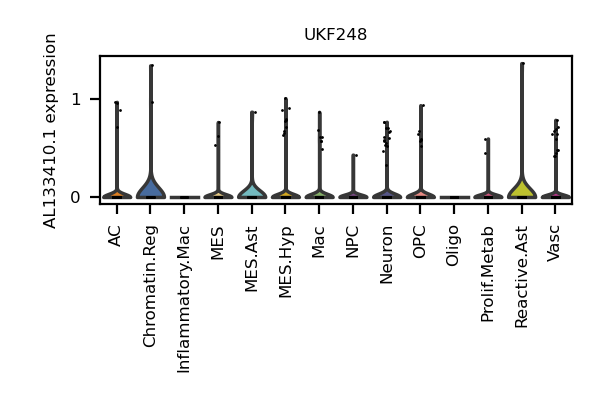 UKF248
AL133410.1 expression
1
0
AC
Chromatin.Reg
Inflammatory.Mac
MES
MES.Ast
MES.Hyp
Mac
NPC
Neuron
OPC
Oligo
Prolif.Metab
Reactive.Ast
Vasc